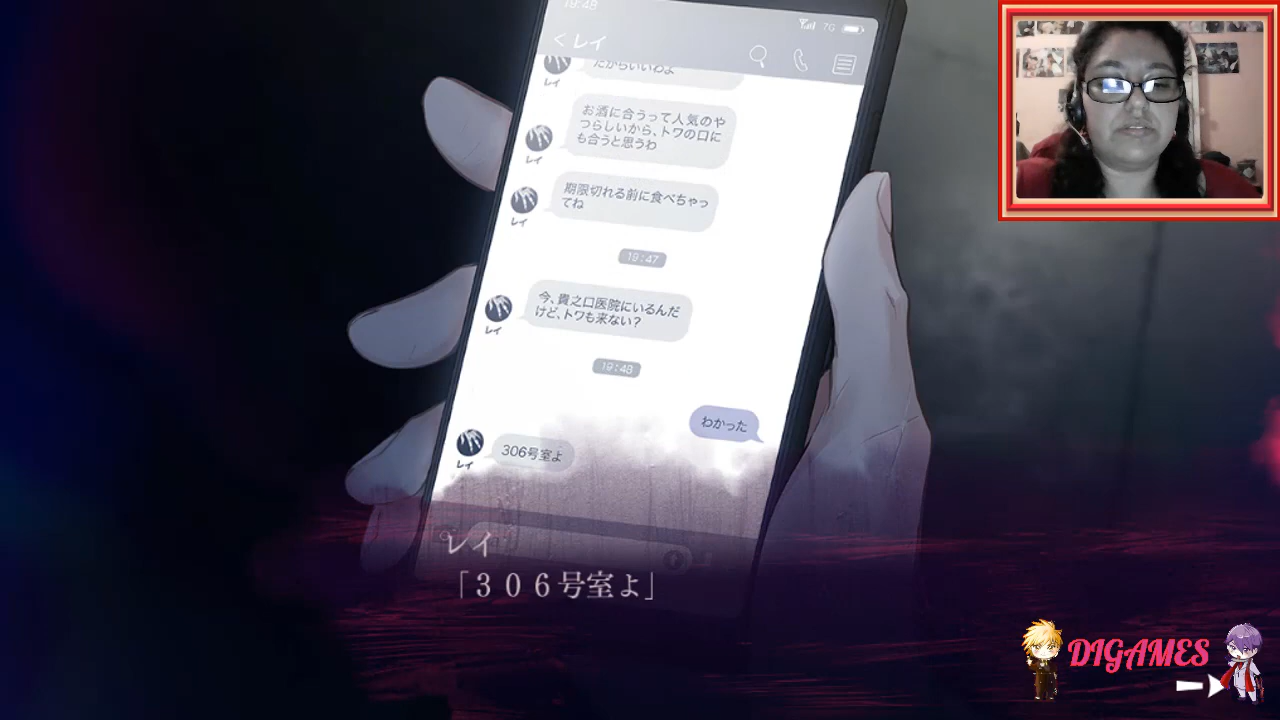 19:48
7G
< レイ
だからいいわよ
レイ
お酒に合うって人気のや
つらしいから、トワの口に
も合うと思うわ
レイ
期限切れる前に食べちゃっ
てね
レイ
19:47
今、貴之口医院にいるんだ
けど、トワも来ない?
レイ
19:48
わかった
306号室よ
レイ
レイ
「３０６号室よ」
DIGAMES